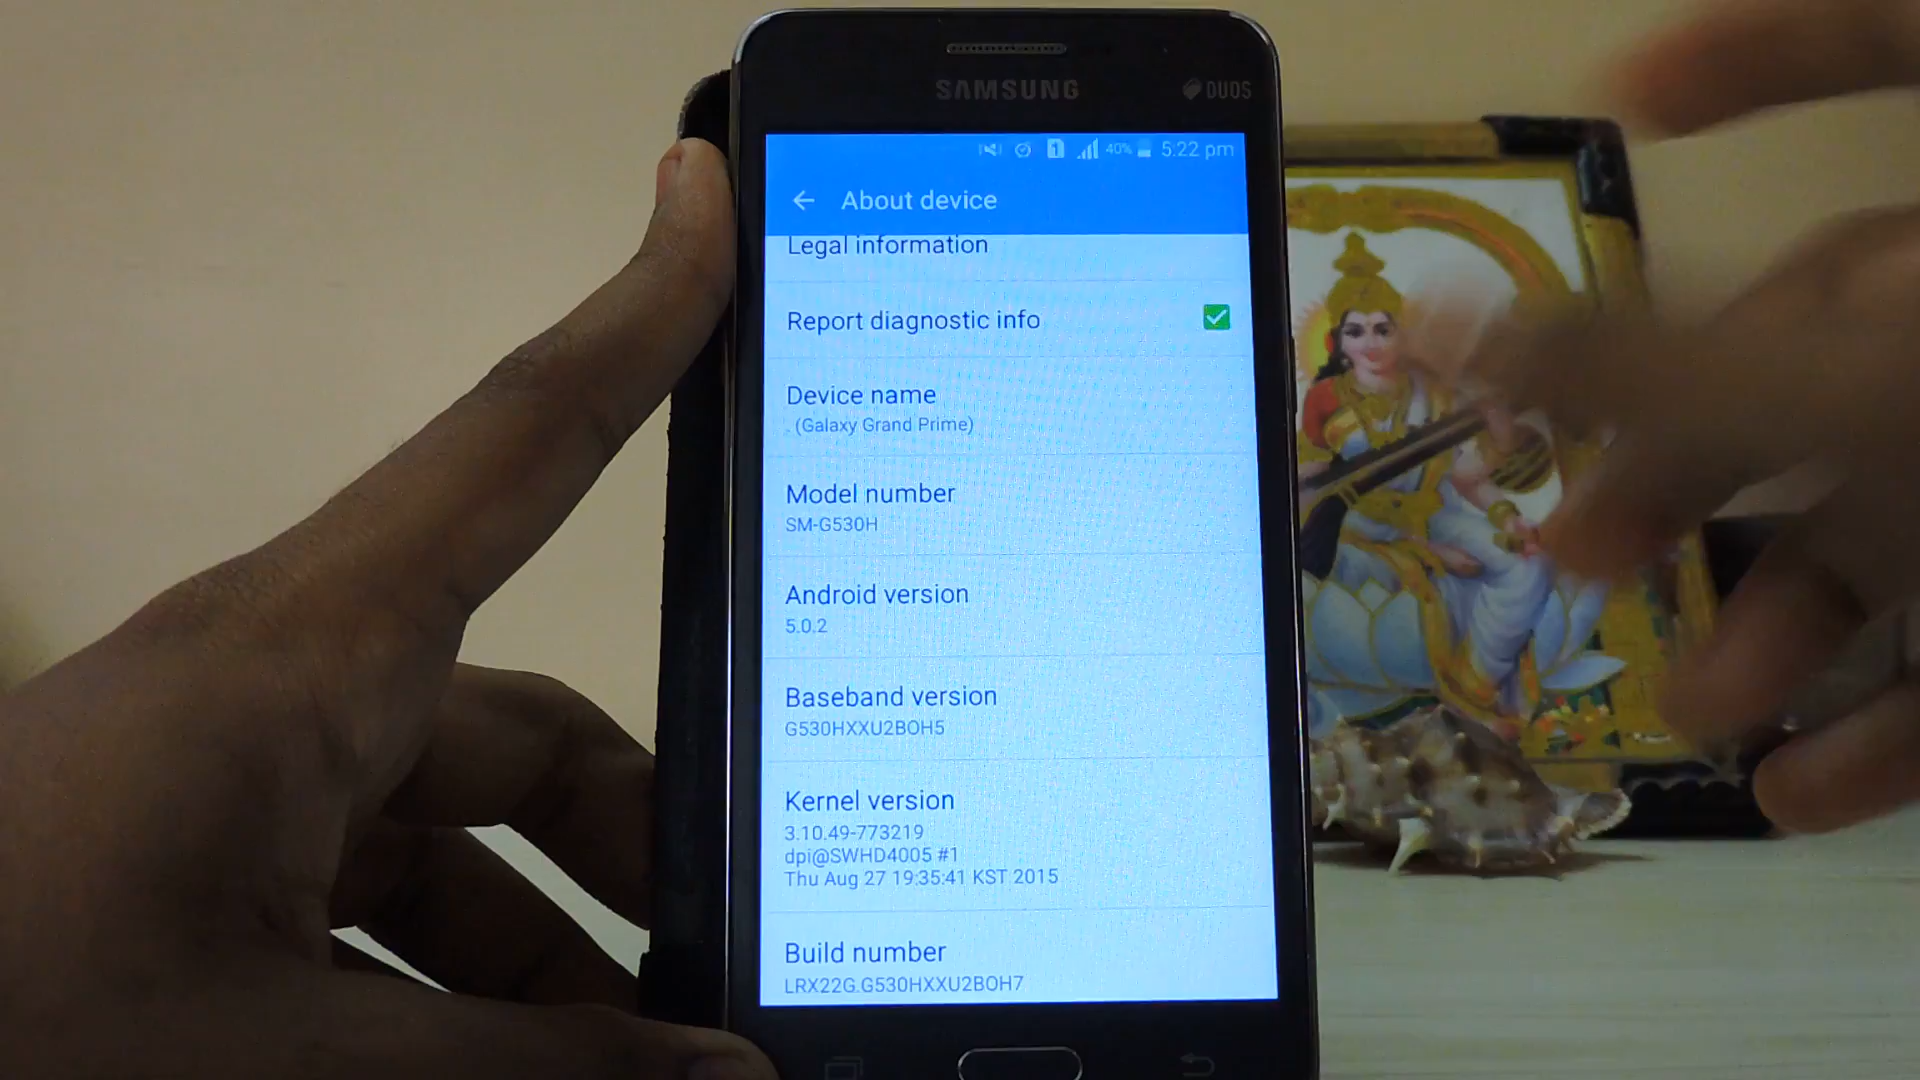 SAMSUNG
DUOS
1 40% 5:22 pm
About device
Legal information
Report diagnostic info
Device name
. (Galaxy Grand Prime)
Model number
SM-G530H
Android version
5.0.2
Baseband version
G530HXXU2BOH5
Kernel version
3.10.49-773219
dpi@SWHD4005 #1
Thu Aug 27 19:35:41 KST 2015
Build number
LRX22G.G530HXXU2BOH7